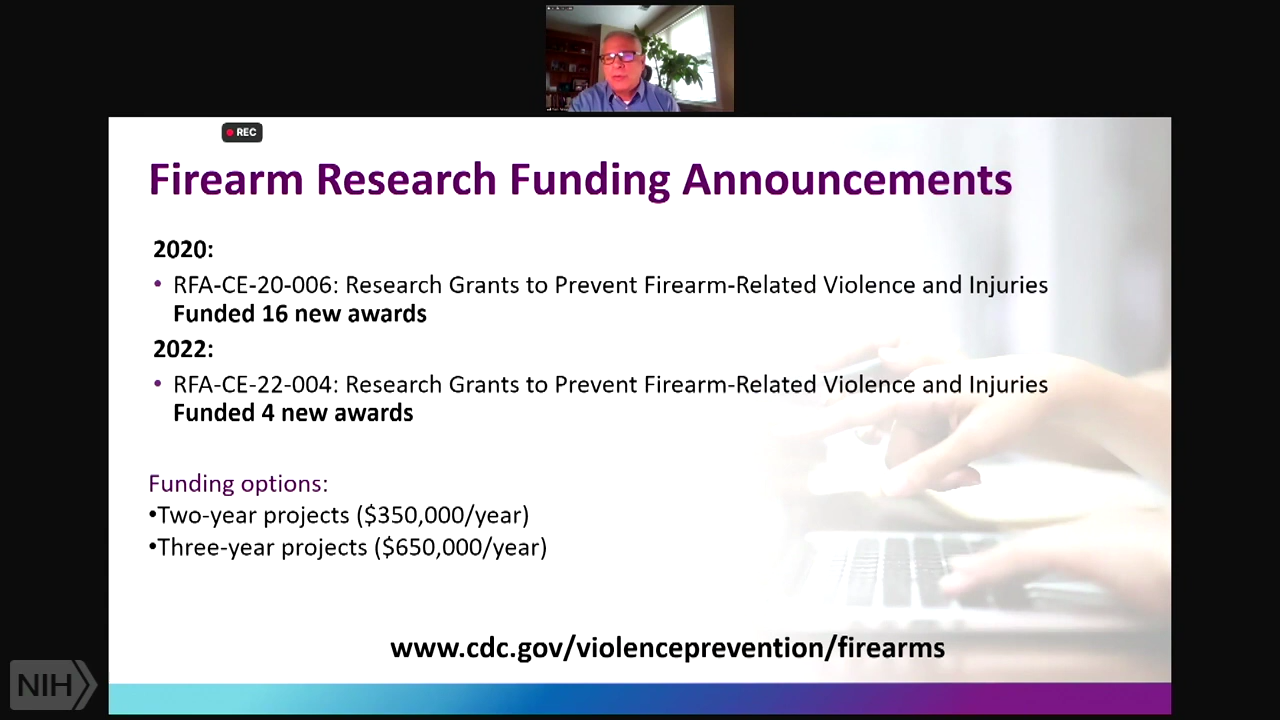 REC
Firearm Research Funding Announcements
2020:
• RFA-CE-20-006: Research Grants to Prevent Firearm-Related Violence and Injuries
Funded 16 new awards
2022:
• RFA-CE-22-004: Research Grants to Prevent Firearm-Related Violence and Injuries
Funded 4 new awards
Funding options:
•Two-year projects ($350,000/year)
•Three-year projects ($650,000/year)
www.cdc.gov/violenceprevention/firearms
NIH